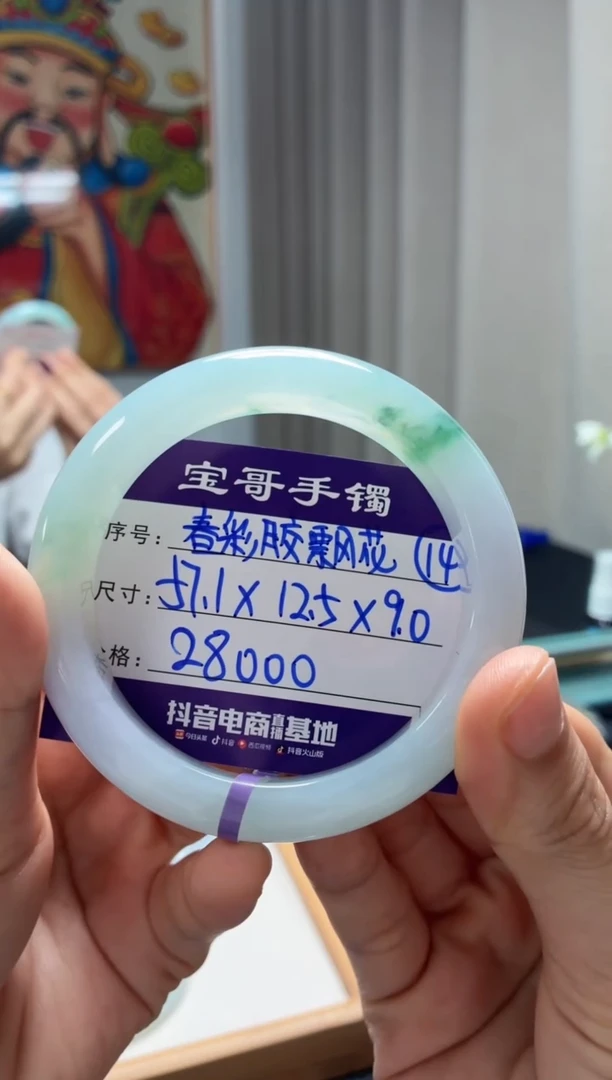 宝哥手镯
序号：春彩胶飘花 (14)
尺寸：57.1 X 12.5 X 9.0
格：28000
抖音电商直播基地
今日头条 抖音 西瓜视频 抖音火山版